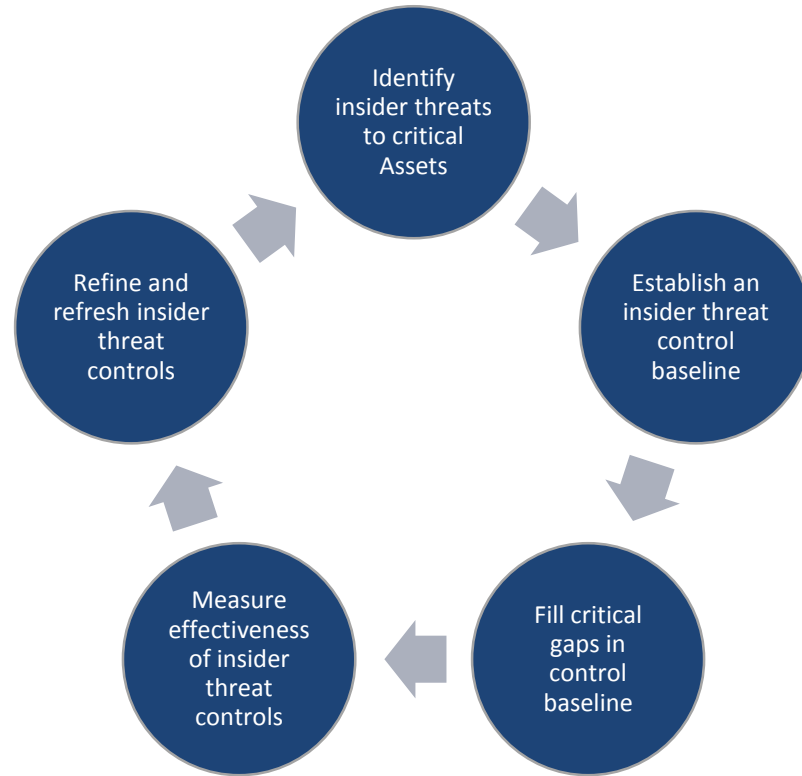 Identify
insider threats
to critical
Assets
Establish an
insider threat
control
baseline
Fill critical
gaps in
control
baseline
Measure
effectiveness
of insider
threat
controls
Refine and
refresh insider
threat
controls